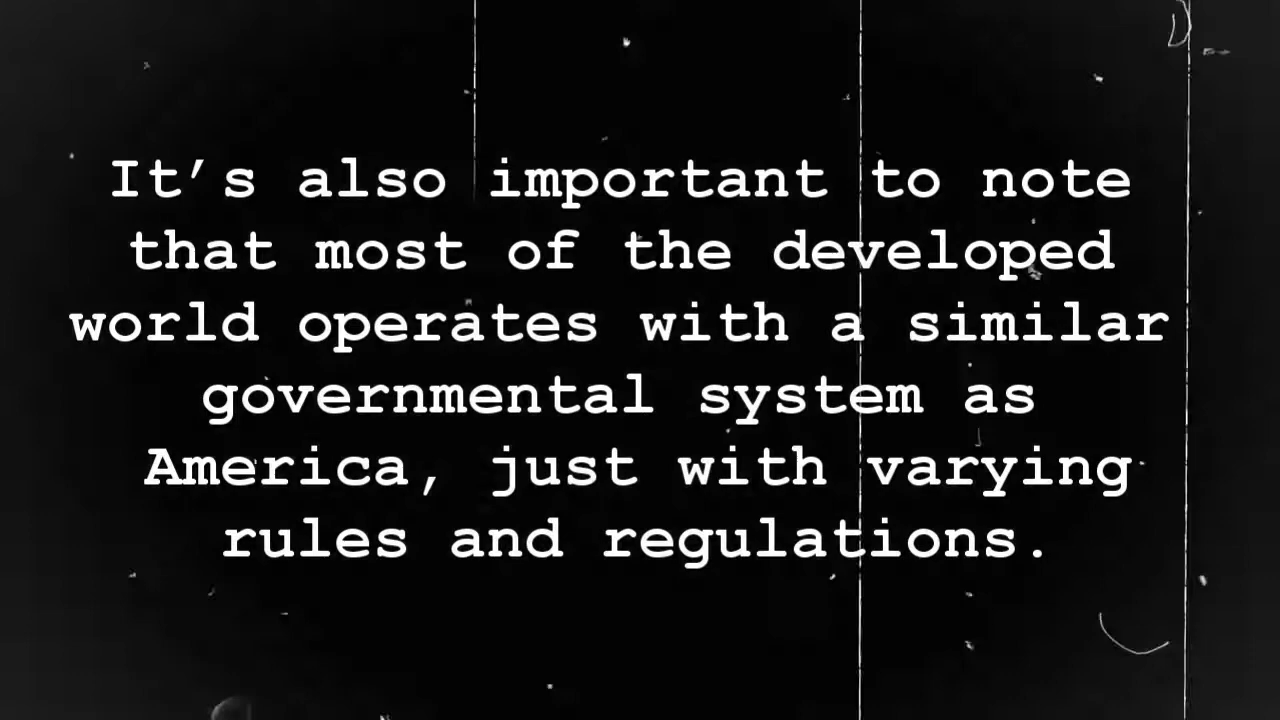 It’s also important to note
that most of the developed
world operates with a similar
governmental system as
America, just with varying
rules and regulations.